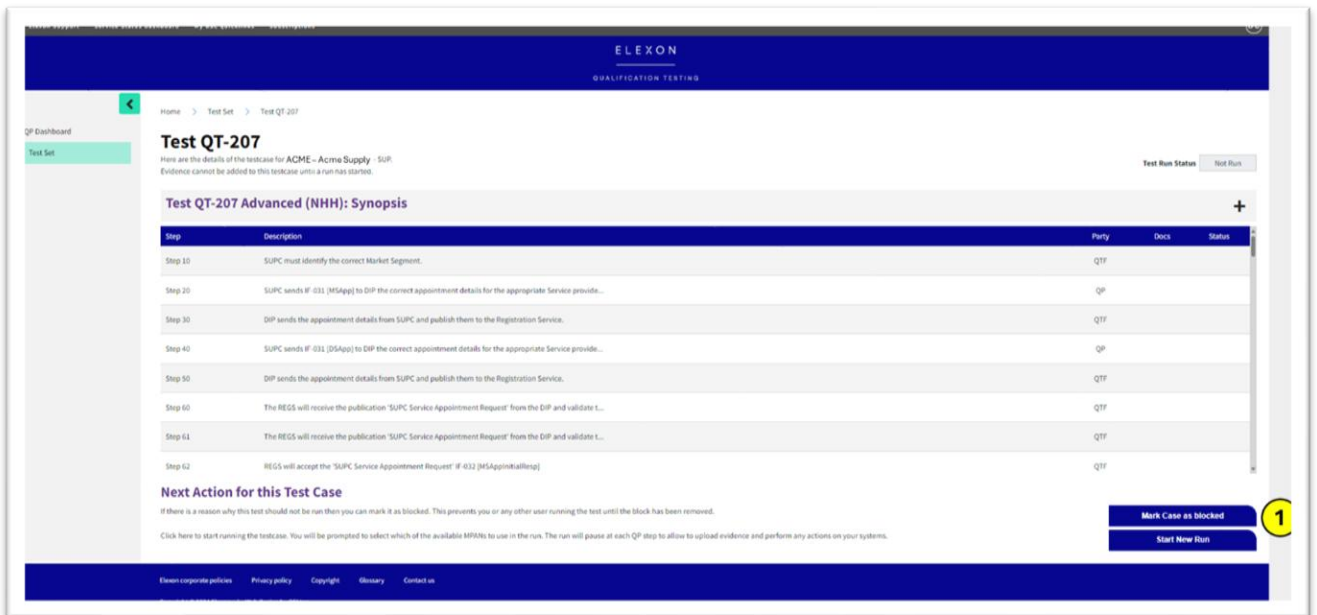 Elexon Support Service Status Dashboard My BSC Quicklinks Subscriptions
ELEXON
QUALIFICATION TESTING
Home > Test Set > Test QT-207
QP Dashboard
Test Set
Test QT-207
Here are the details of the testcase for ACME – Acme Supply - SUP.
Evidence cannot be added to this testcase until a run has started.
Test Run Status Not Run
Test QT-207 Advanced (NHH): Synopsis +
Step Description Party Docs Status
Step 10 SUPC must identify the correct Market Segment. QTF
Step 20 SUPC sends IF-031 [MSApp] to DIP the correct appointment details for the appropriate Service provide... QP
Step 30 DIP sends the appointment details from SUPC and publish them to the Registration Service. QTF
Step 40 SUPC sends IF-031 [DSApp] to DIP the correct appointment details for the appropriate Service provide... QP
Step 50 DIP sends the appointment details from SUPC and publish them to the Registration Service. QTF
Step 60 The REGS will receive the publication 'SUPC Service Appointment Request' from the DIP and validate t... QTF
Step 61 The REGS will receive the publication 'SUPC Service Appointment Request' from the DIP and validate t... QTF
Step 62 REGS will accept the 'SUPC Service Appointment Request' IF-032 [MSAppInitialResp] QTF
Next Action for this Test Case
If there is a reason why this test should not be run then you can mark it as blocked. This prevents you or any other user running the test until the block has been removed.
Mark Case as blocked 1
Click here to start running the testcase. You will be prompted to select which of the available MPANs to use in the run. The run will pause at each QP step to allow to upload evidence and perform any actions on your systems.
Start New Run
Elexon corporate policies Privacy policy Copyright Glossary Contact us